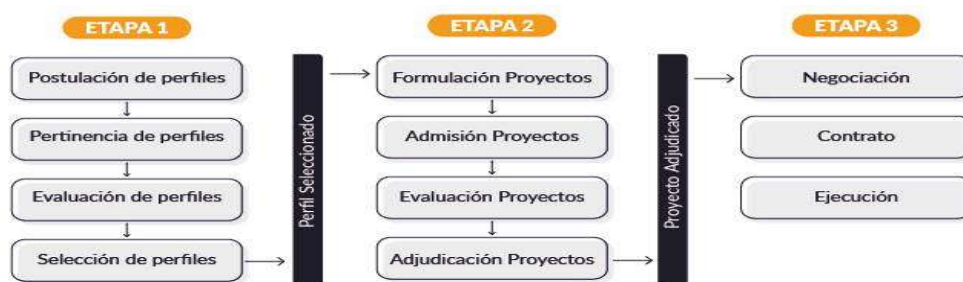 ETAPA 1
Postulación de perfiles
Pertinencia de perfiles
Evaluación de perfiles
Selección de perfiles
Perfil Seleccionado
ETAPA 2
Formulación Proyectos
Admisión Proyectos
Evaluación Proyectos
Adjudicación Proyectos
Proyecto Adjudicado
ETAPA 3
Negociación
Contrato
Ejecución